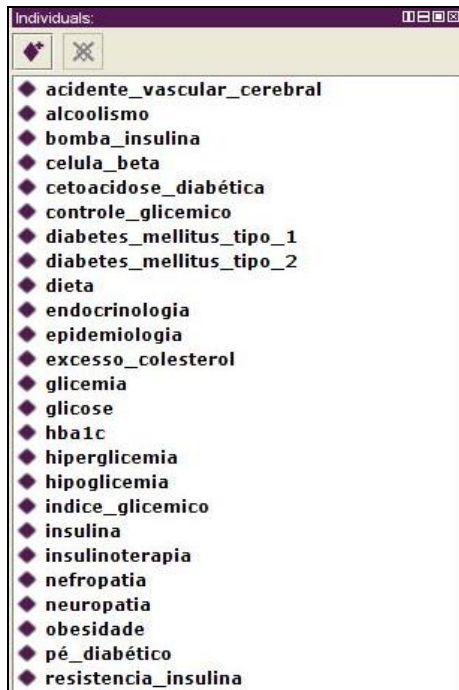 Individuals:
acidente_vascular_cerebral
alcoolismo
bomba_insulina
celula_beta
cetoacidose_diabética
controle_glicemico
diabetes_mellitus_tipo_1
diabetes_mellitus_tipo_2
dieta
endocrinologia
epidemiologia
excesso_colesterol
glicemia
glicose
hba1c
hiperglicemia
hipoglicemia
indice_glicemico
insulina
insulinoterapia
nefropatia
neuropatia
obesidade
pé_diabético
resistencia_insulina